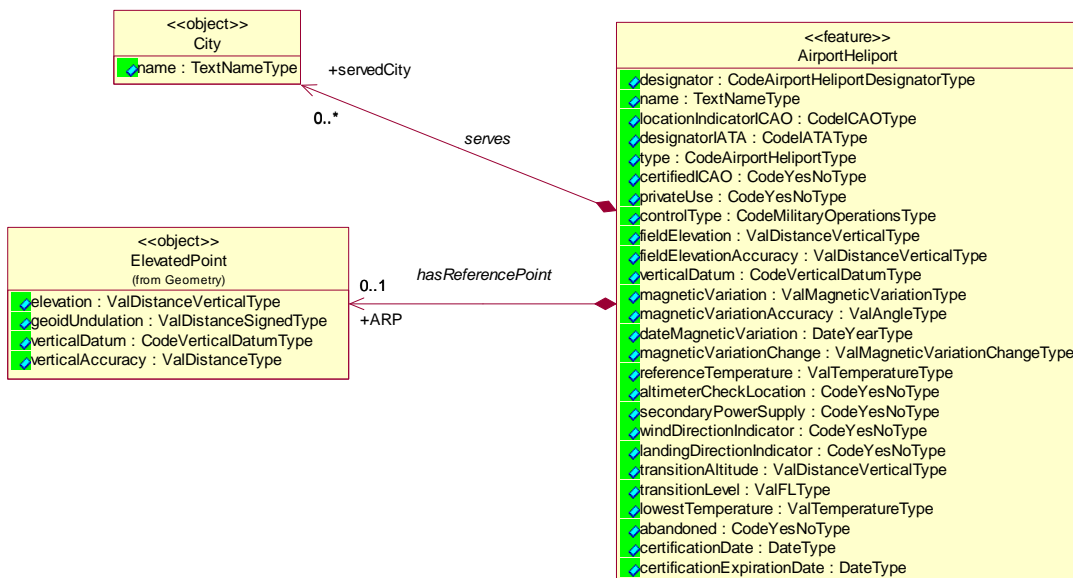 <<object>>
City
name : TextNameType
+servedCity
0..*
serves
<<object>>
ElevatedPoint
(from Geometry)
elevation : ValDistanceVerticalType
geoidUndulation : ValDistanceSignedType
verticalDatum : CodeVerticalDatumType
verticalAccuracy : ValDistanceType
hasReferencePoint
0..1
+ARP
<<feature>>
AirportHeliport
designator : CodeAirportHeliportDesignatorType
name : TextNameType
locationIndicatorICAO : CodeICAOType
designatorIATA : CodeIATAType
type : CodeAirportHeliportType
certifiedICAO : CodeYesNoType
privateUse : CodeYesNoType
controlType : CodeMilitaryOperationsType
fieldElevation : ValDistanceVerticalType
fieldElevationAccuracy : ValDistanceVerticalType
verticalDatum : CodeVerticalDatumType
magneticVariation : ValMagneticVariationType
magneticVariationAccuracy : ValAngleType
dateMagneticVariation : DateYearType
magneticVariationChange : ValMagneticVariationChangeType
referenceTemperature : ValTemperatureType
altimeterCheckLocation : CodeYesNoType
secondaryPowerSupply : CodeYesNoType
windDirectionIndicator : CodeYesNoType
landingDirectionIndicator : CodeYesNoType
transitionAltitude : ValDistanceVerticalType
transitionLevel : ValFLType
lowestTemperature : ValTemperatureType
abandoned : CodeYesNoType
certificationDate : DateType
certificationExpirationDate : DateType